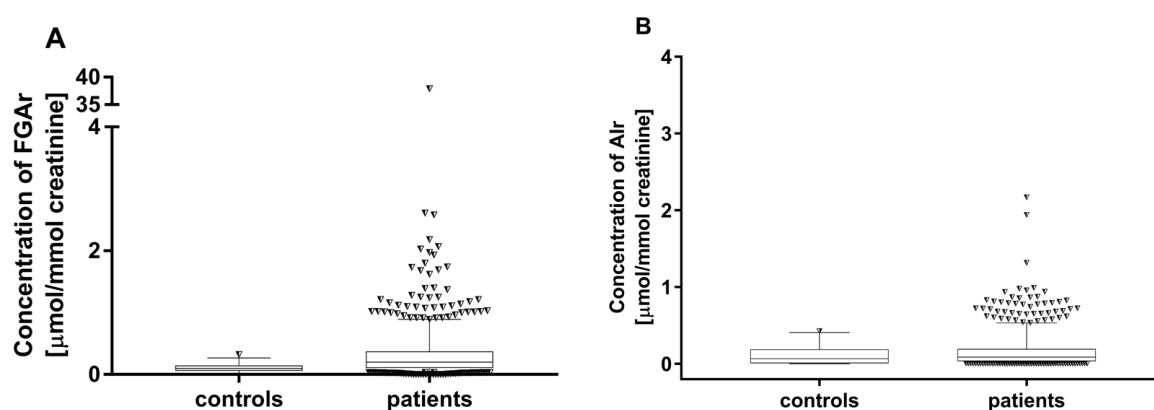 A
Concentration of FGAr
[μmol/mmol creatinine]
40
35
4
2
0
controls patients
B
Concentration of AIr
[μmol/mmol creatinine]
4
3
2
1
0
controls patients